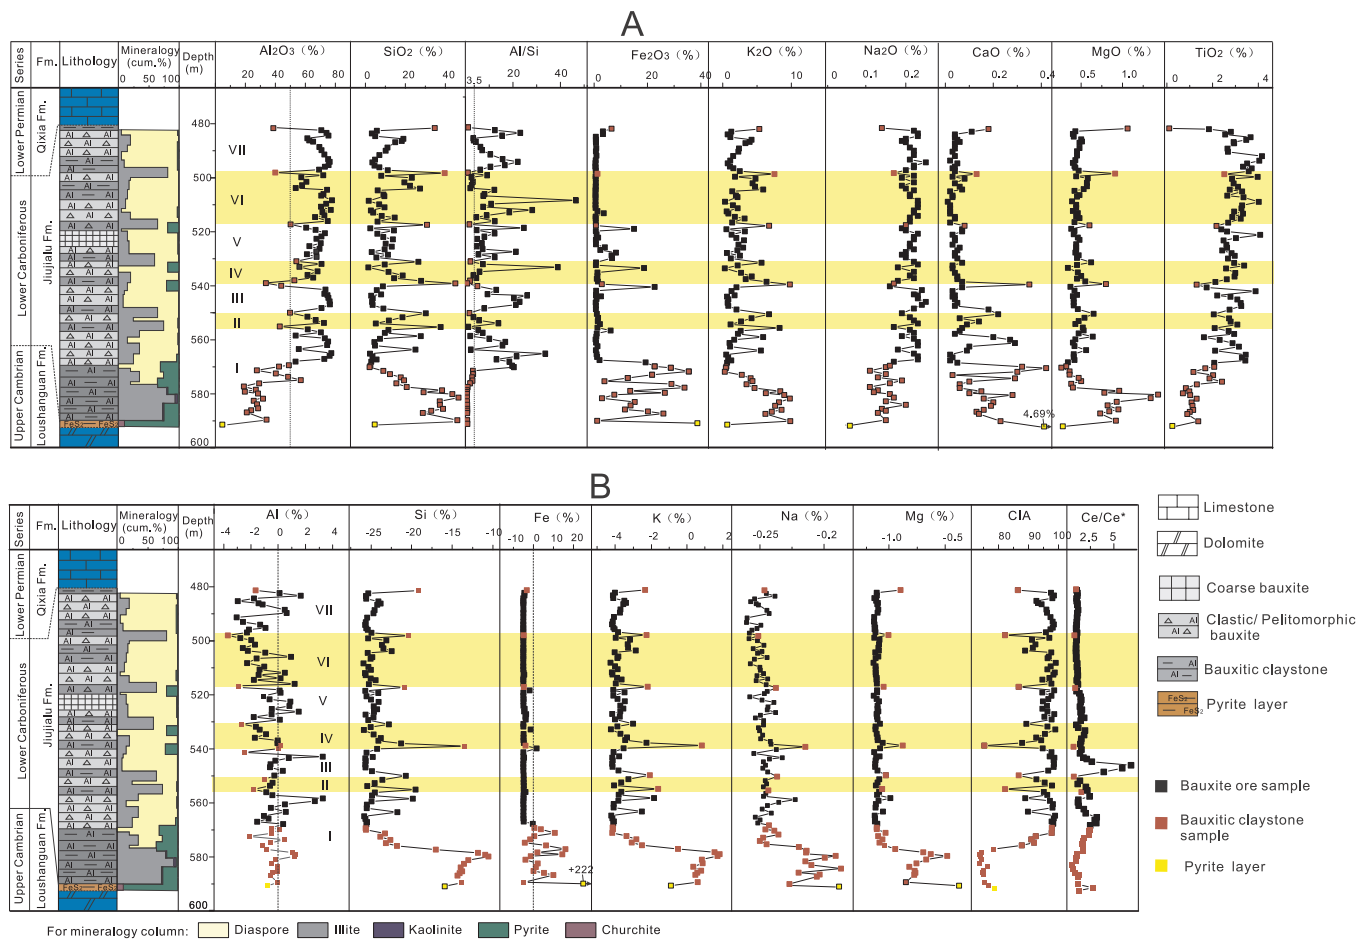 A
Series Fm. Lithology Mineralogy (cum.%) Depth (m) Al2O3 (%) SiO2 (%) Al/Si Fe2O3 (%) K2O (%) Na2O (%) CaO (%) MgO (%) TiO2 (%)
0 50 100 20 40 60 80 0 20 40 60 3.5 20 40 0 20 40 0 10 0 0.1 0.2 0 0.2 0.4 0.5 1.0 0 2 4
Lower Permian
Qixia Fm.
Lower Carboniferous
Jiujialu Fm.
Upper Cambrian
Loushanguan Fm.
480
VII
500
VI
520
V
IV
540
III
II
560
I
580
4.69%
600
FeS2 FeS2
B
Series Fm. Lithology Mineralogy (cum.%) Depth (m) Al (%) Si (%) Fe (%) K (%) Na (%) Mg (%) CIA Ce/Ce*
0 50 100 -4 -2 0 2 4 -25 -20 -15 -10 -10 0 10 20 -4 -2 0 2 -0.25 -0.2 -1.0 -0.5 80 90 100 2.5 5
Lower Permian
Qixia Fm.
Lower Carboniferous
Jiujialu Fm.
Upper Cambrian
Loushanguan Fm.
480
VII
500
VI
520
V
IV
540
III
II
560
I
580
+222
600
FeS2 FeS2
Limestone
Dolomite
Coarse bauxite
Clastic/ Pelitomorphic
bauxite
Bauxitic claystone
Pyrite layer
Bauxite ore sample
Bauxitic claystone
sample
Pyrite layer
For mineralogy column: Diaspore Illite Kaolinite Pyrite Churchite